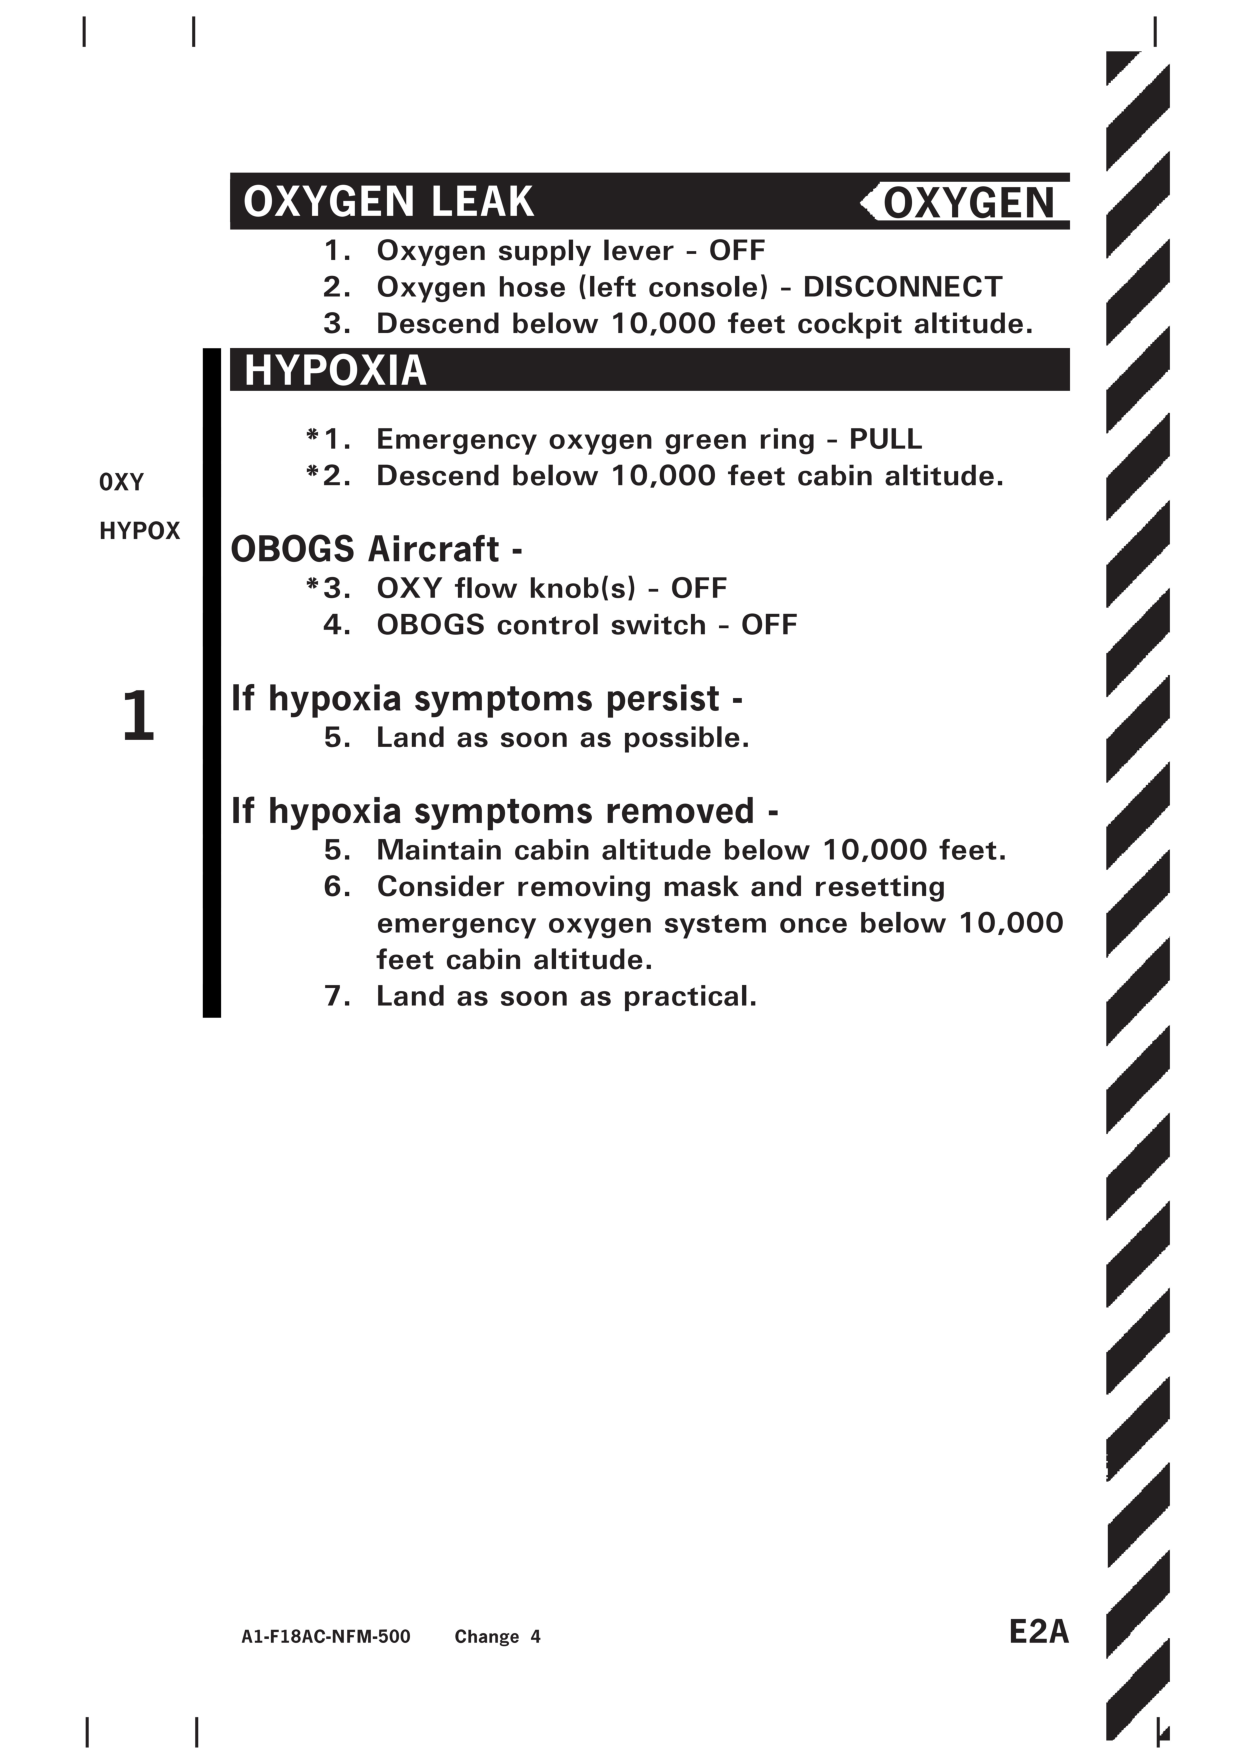 OXYGEN LEAK OXYGEN
1. Oxygen supply lever - OFF
2. Oxygen hose (left console) - DISCONNECT
3. Descend below 10,000 feet cockpit altitude.
HYPOXIA
*1. Emergency oxygen green ring - PULL
*2. Descend below 10,000 feet cabin altitude.
OXY
HYPOX
OBOGS Aircraft -
*3. OXY flow knob(s) - OFF
4. OBOGS control switch - OFF
If hypoxia symptoms persist -
1
5. Land as soon as possible.
If hypoxia symptoms removed -
5. Maintain cabin altitude below 10,000 feet.
6. Consider removing mask and resetting
emergency oxygen system once below 10,000
feet cabin altitude.
7. Land as soon as practical.
A1-F18AC-NFM-500 Change 4
E2A